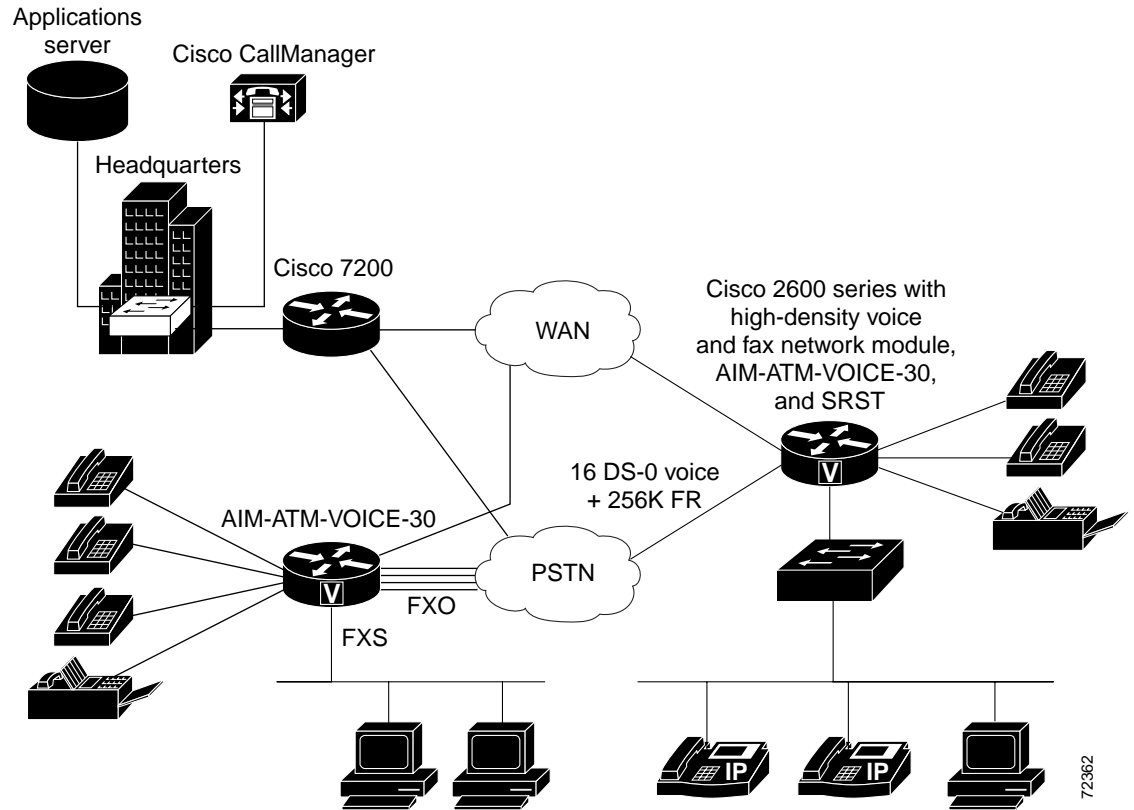 Applications
server
Cisco CallManager
Headquarters
Cisco 7200
WAN
Cisco 2600 series with
high-density voice
and fax network module,
AIM-ATM-VOICE-30,
and SRST
V
16 DS-0 voice
+ 256K FR
AIM-ATM-VOICE-30
V
PSTN
FXO
FXS
IP
IP
72362